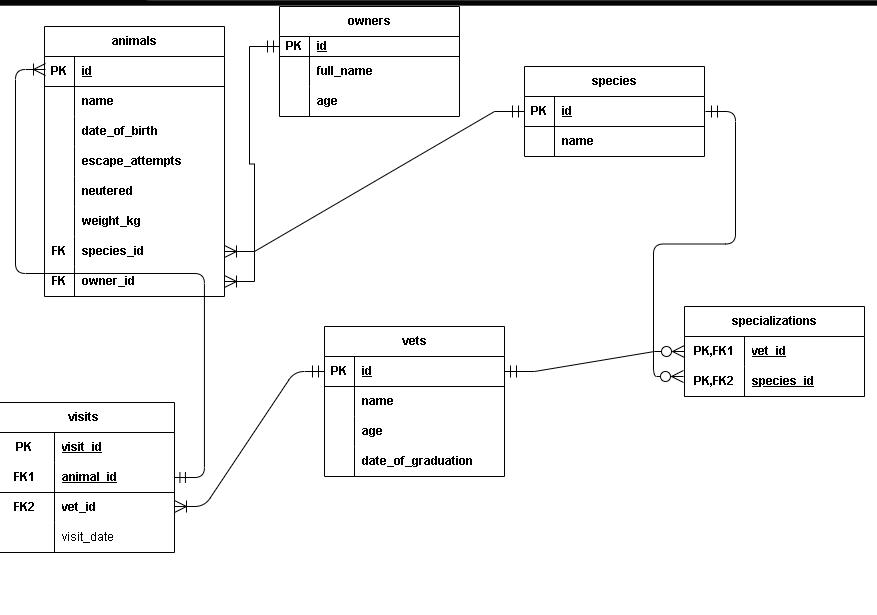 animals
PK id
name
date_of_birth
escape_attempts
neutered
weight_kg
FK species_id
FK owner_id
owners
PK id
full_name
age
species
PK id
name
vets
PK id
name
age
date_of_graduation
specializations
PK,FK1 vet_id
PK,FK2 species_id
visits
PK visit_id
FK1 animal_id
FK2 vet_id
visit_date